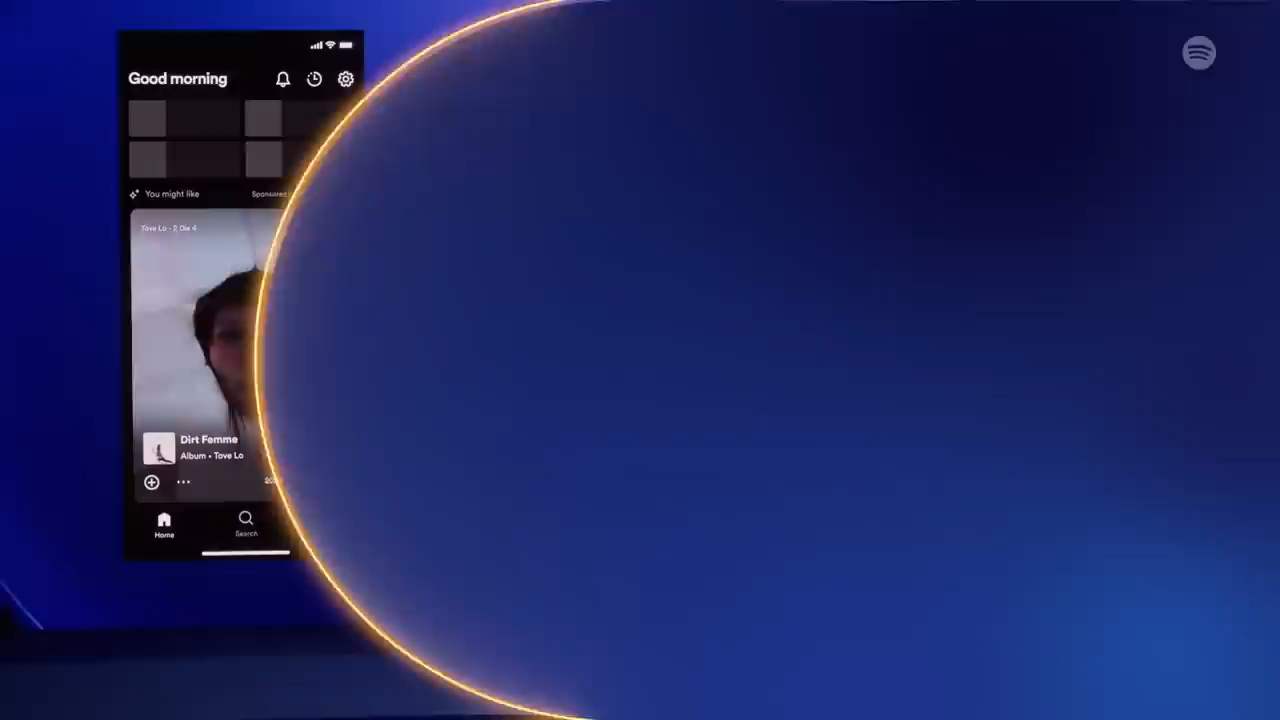 Good morning
You might like
Sponsored
Tove Lo - 2 Die 4
Dirt Femme
Album • Tove Lo
Home
Search